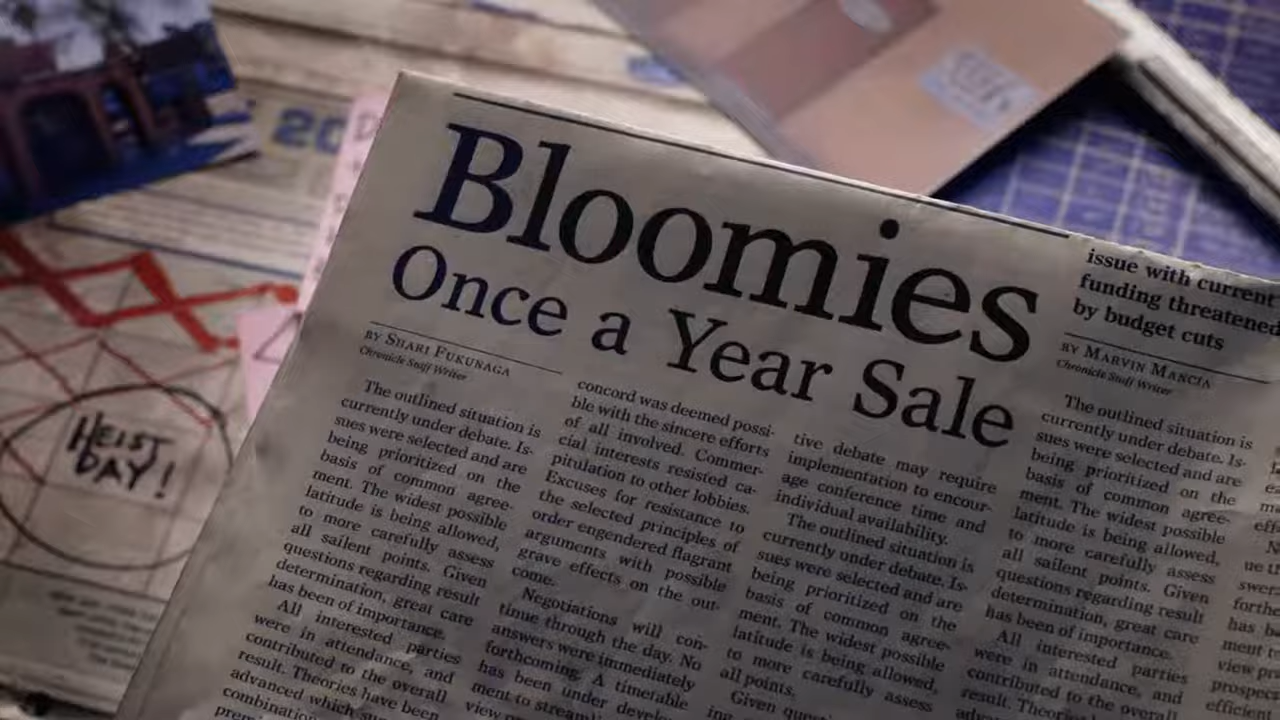 Bloomies
Once a Year Sale
BY SHARI FUKUNAGA
Chronicle Staff Writer
The outlined situation is
currently under debate. Is-
sues were selected and are
being prioritized on the
basis of common agree-
ment. The widest possible
latitude is being allowed,
to more carefully assess
all sailent points. Given
questions regarding result
determination, great care
has been of importance.
All interested parties
were in attendance, and
contributed to the overall
result. Theories have been
advanced which
concord was deemed possi-
ble with the sincere efforts
of all involved. Commer-
cial interests resisted ca-
pitulation to other lobbies.
Excuses for resistance to
the selected principles of
order engendered flagrant
arguments with possible
grave effects on the out-
come.
Negotiations will con-
time through the day. No
answers were immediately
forthcoming. A timerable
has been under develop-
ment to
tive debate may require
implementation to encour-
age conference time and
individual availability.
The outlined situation is
currently under debate. Is-
sues were selected and are
being prioritized on the
basis of common agree-
ment. The widest possible
latitude is being allowed,
to more carefully assess
all points.
Given
issue with current
funding threatened
by budget cuts
BY MARVIN MANCIA
Chronicle Staff Writer
The outlined situation is
currently under debate. Is-
sues were selected and are
being prioritized on the
basis of common agree-
ment. The widest possible
latitude is being allowed,
to more carefully assess
all sailent points. Given
questions regarding result
determination, great care
has been of importance.
All interested parties
were in attendance, and
contributed to the overall
result.
HEIST
DAY!